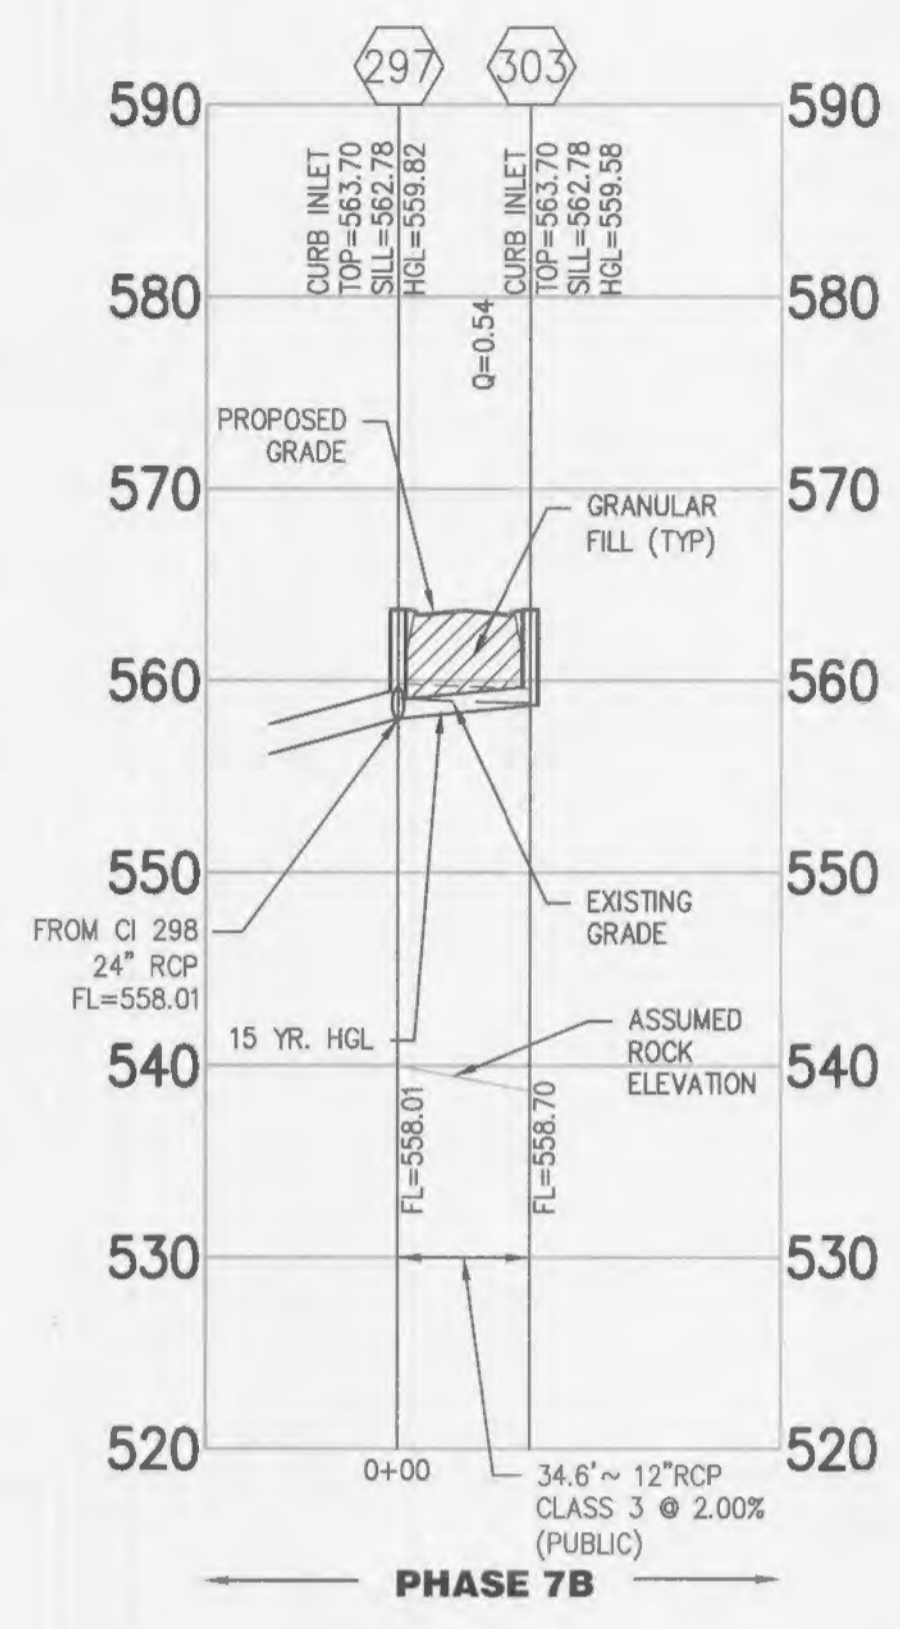 297
303
590
590
CURB INLET
TOP=563.70
SILL=562.78
HGL=559.82
CURB INLET
TOP=563.70
SILL=562.78
HGL=559.58
580
580
Q=0.54
PROPOSED
GRADE
570
570
GRANULAR
FILL (TYP)
560
560
550
550
EXISTING
GRADE
FROM CI 298
24" RCP
FL=558.01
15 YR. HGL
ASSUMED
ROCK
ELEVATION
540
540
FL=558.01
FL=558.70
530
530
520
520
0+00
34.6'~ 12"RCP
CLASS 3 @ 2.00%
(PUBLIC)
PHASE 7B